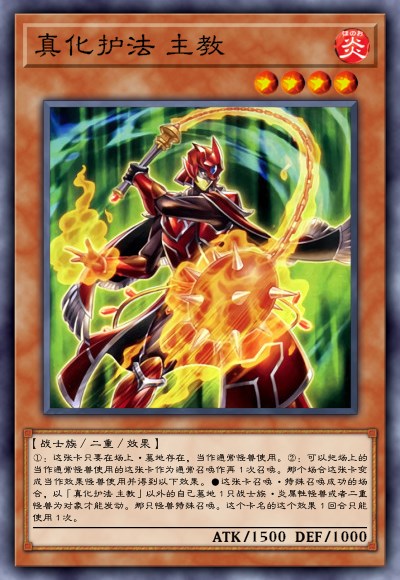 真化护法 主教
炎
ほのお
【战士族／二重／效果】
①：这张卡只要在场上·墓地存在，当作通常怪兽使用。②：可以把场上的
当作通常怪兽使用的这张卡作为通常召唤作再1次召唤。那个场合这张卡变
成当作效果怪兽使用并得到以下效果。●这张卡召唤·特殊召唤成功的场
合，以「真化护法 主教」以外的自己墓地1只战士族·炎属性怪兽或者二重
怪兽为对象才能发动。那只怪兽特殊召唤。这个卡名的这个效果1回合只能
使用1次。
ATK/1500 DEF/1000